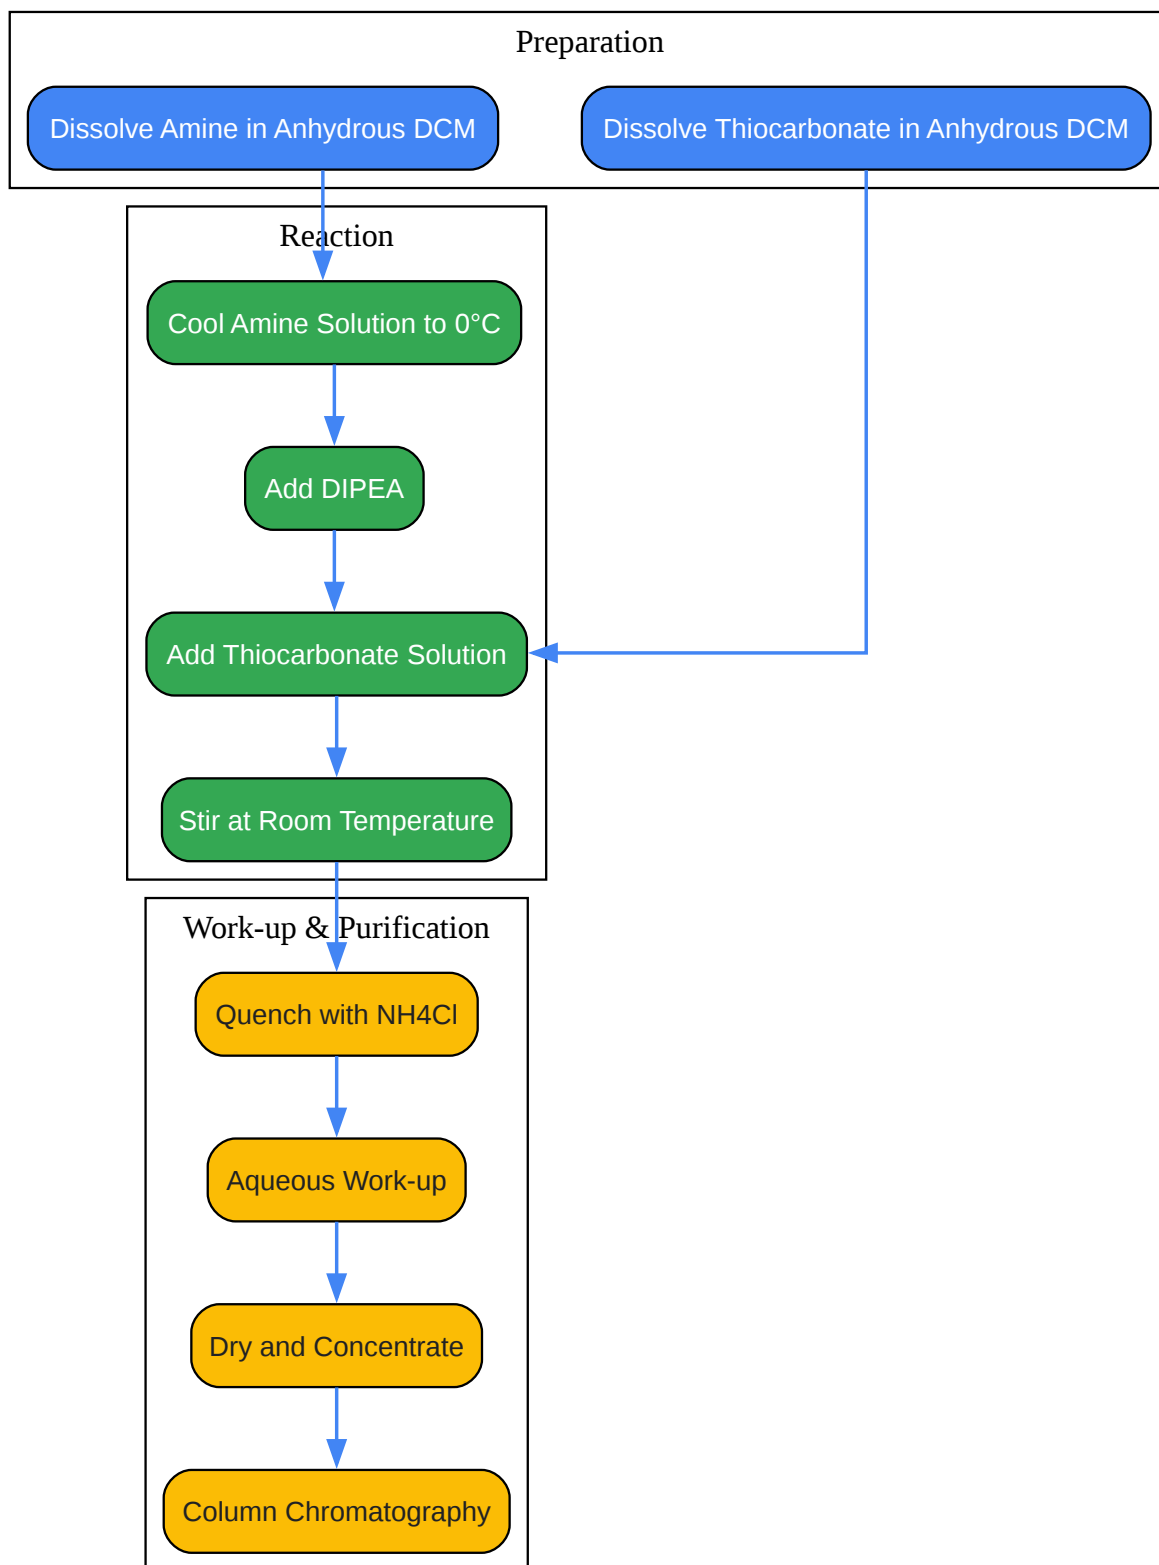 Preparation
Dissolve Amine in Anhydrous DCM
Dissolve Thiocarbonate in Anhydrous DCM
Reaction
Cool Amine Solution to 0°C
Add DIPEA
Add Thiocarbonate Solution
Stir at Room Temperature
Work-up & Purification
Quench with NH4Cl
Aqueous Work-up
Dry and Concentrate
Column Chromatography